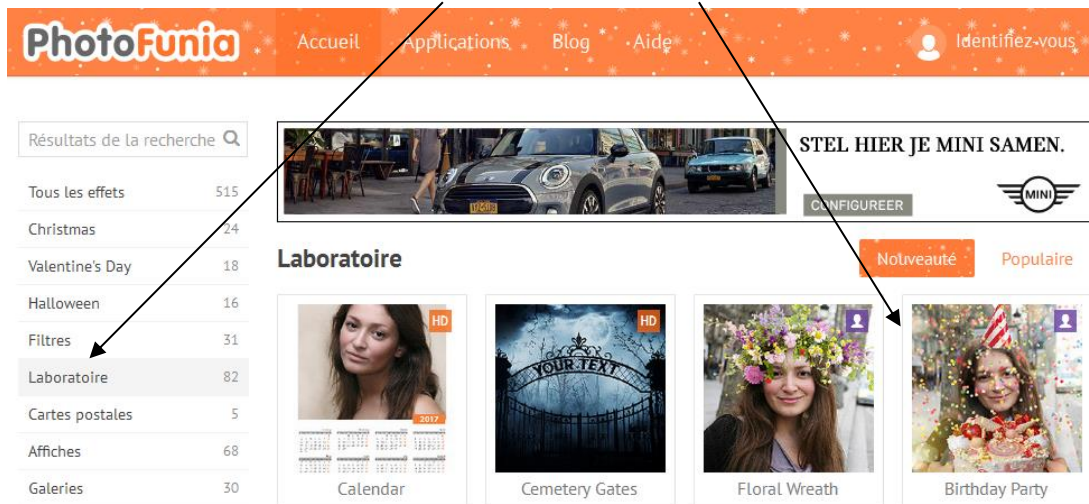 PhotoFunia
Accueil
Applications
Blog
Aide
Identifiez-vous
Résultats de la recherche
Tous les effets 515
Christmas 24
Valentine's Day 18
Halloween 16
Filtres 31
Laboratoire 82
Cartes postales 5
Affiches 68
Galeries 30
STEL HIER JE MINI SAMEN.
CONFIGUREER
MINI
Laboratoire
Nouveauté
Populaire
HD
2017
Calendar
HD
YOUR TEXT
Cemetery Gates
Floral Wreath
Birthday Party